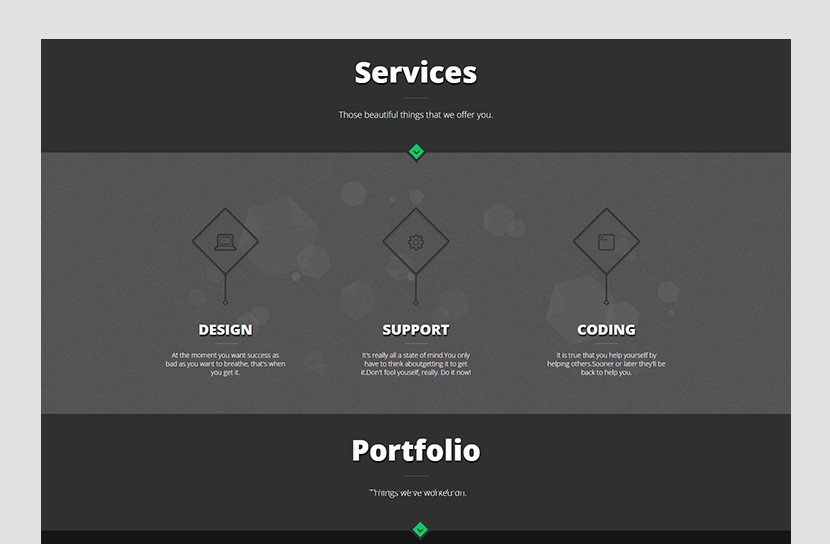 Services
Those beautiful things that we offer you.
DESIGN
At the moment you want success as
bad as you want to breathe, that's when
you get it.
SUPPORT
It's really all a state of mind.You only
have to think aboutgetting it to get
it.Don't fool youself, really. Do it now!
CODING
It is true that you help yourself by
helping others.Sooner or later they'll be
back to help you.
Portfolio
Things we've worked on.